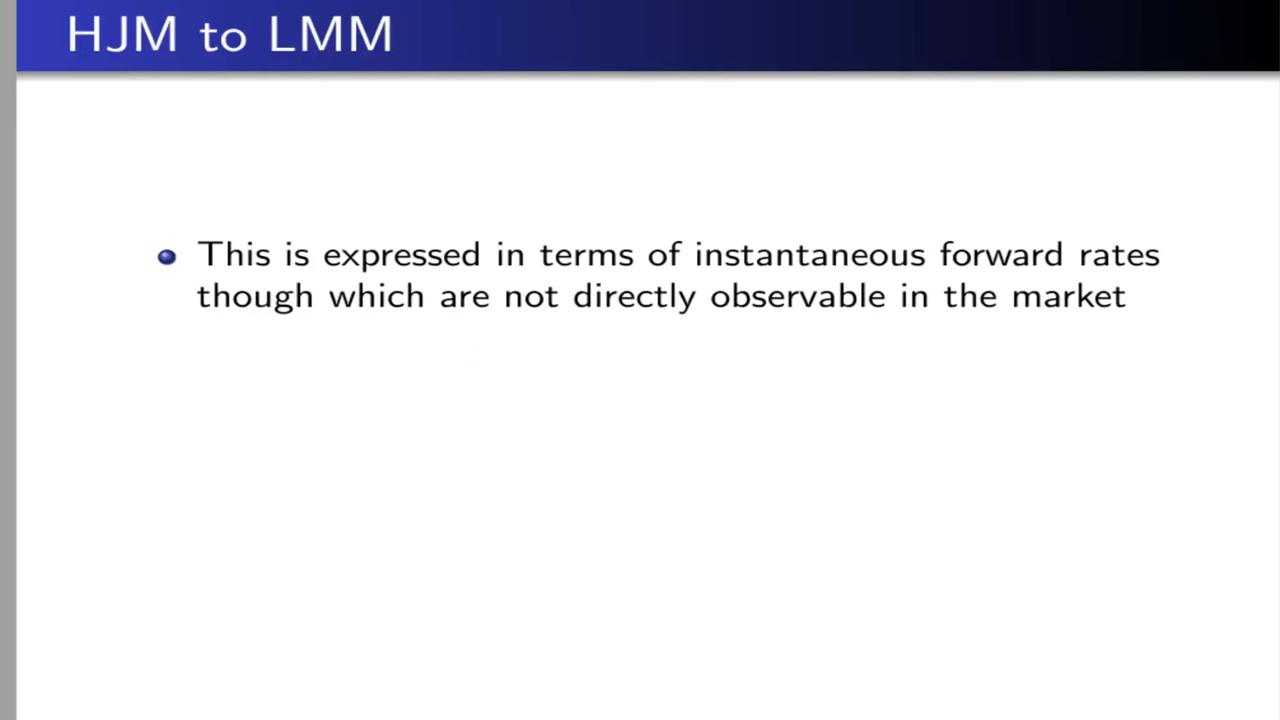 HJM to LMM
This is expressed in terms of instantaneous forward rates
though which are not directly observable in the market